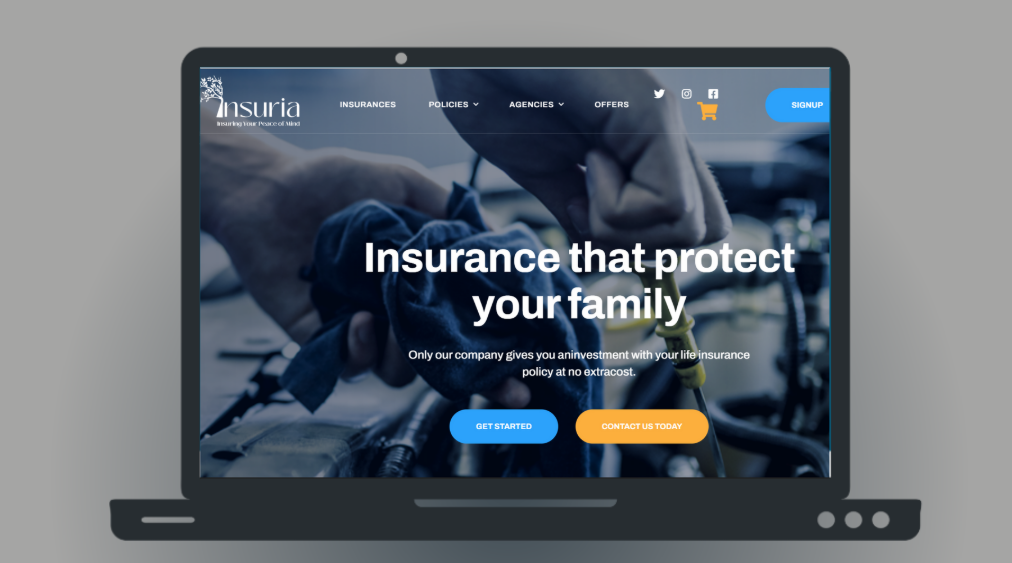 Insuria
Insuring Your Peace of Mind
INSURANCES
POLICIES
AGENCIES
OFFERS
SIGNUP
Insurance that protect
your family
Only our company gives you aninvestment with your life insurance
policy at no extracost.
GET STARTED
CONTACT US TODAY